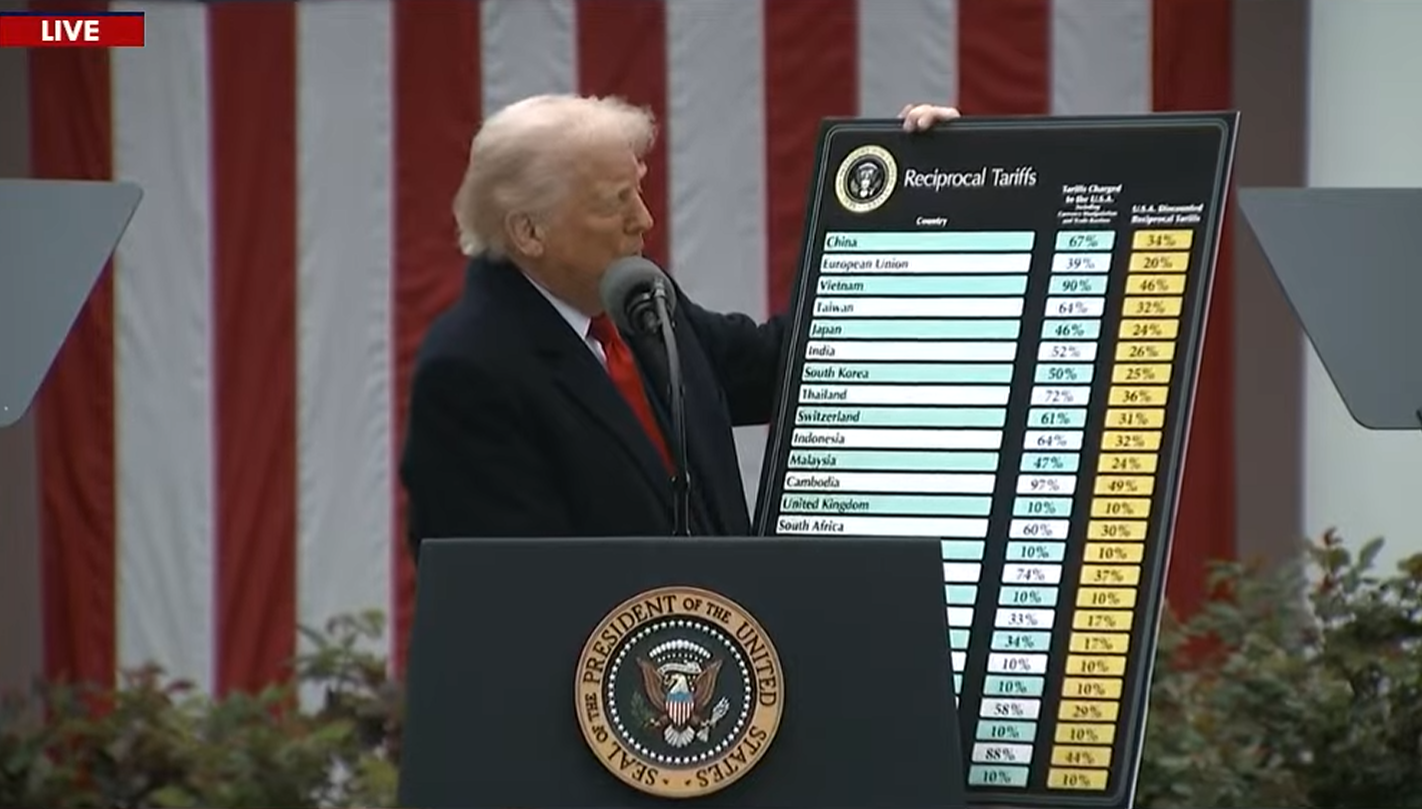 LIVE
Reciprocal Tariffs
Country
Tariffs Charged
to the U.S.A.
Including
Currency Manipulation
and Trade Barriers
U.S.A. Discounted
Reciprocal Tariffs
China 67% 34%
European Union 39% 20%
Vietnam 90% 46%
Taiwan 64% 32%
Japan 46% 24%
India 52% 26%
South Korea 50% 25%
Thailand 72% 36%
Switzerland 61% 31%
Indonesia 64% 32%
Malaysia 47% 24%
Cambodia 97% 49%
United Kingdom 10% 10%
South Africa 60% 30%
10% 10%
74% 37%
10% 10%
33% 17%
34% 17%
10% 10%
10% 10%
58% 29%
10% 10%
88% 44%
10% 10%
SEAL OF THE PRESIDENT OF THE UNITED STATES